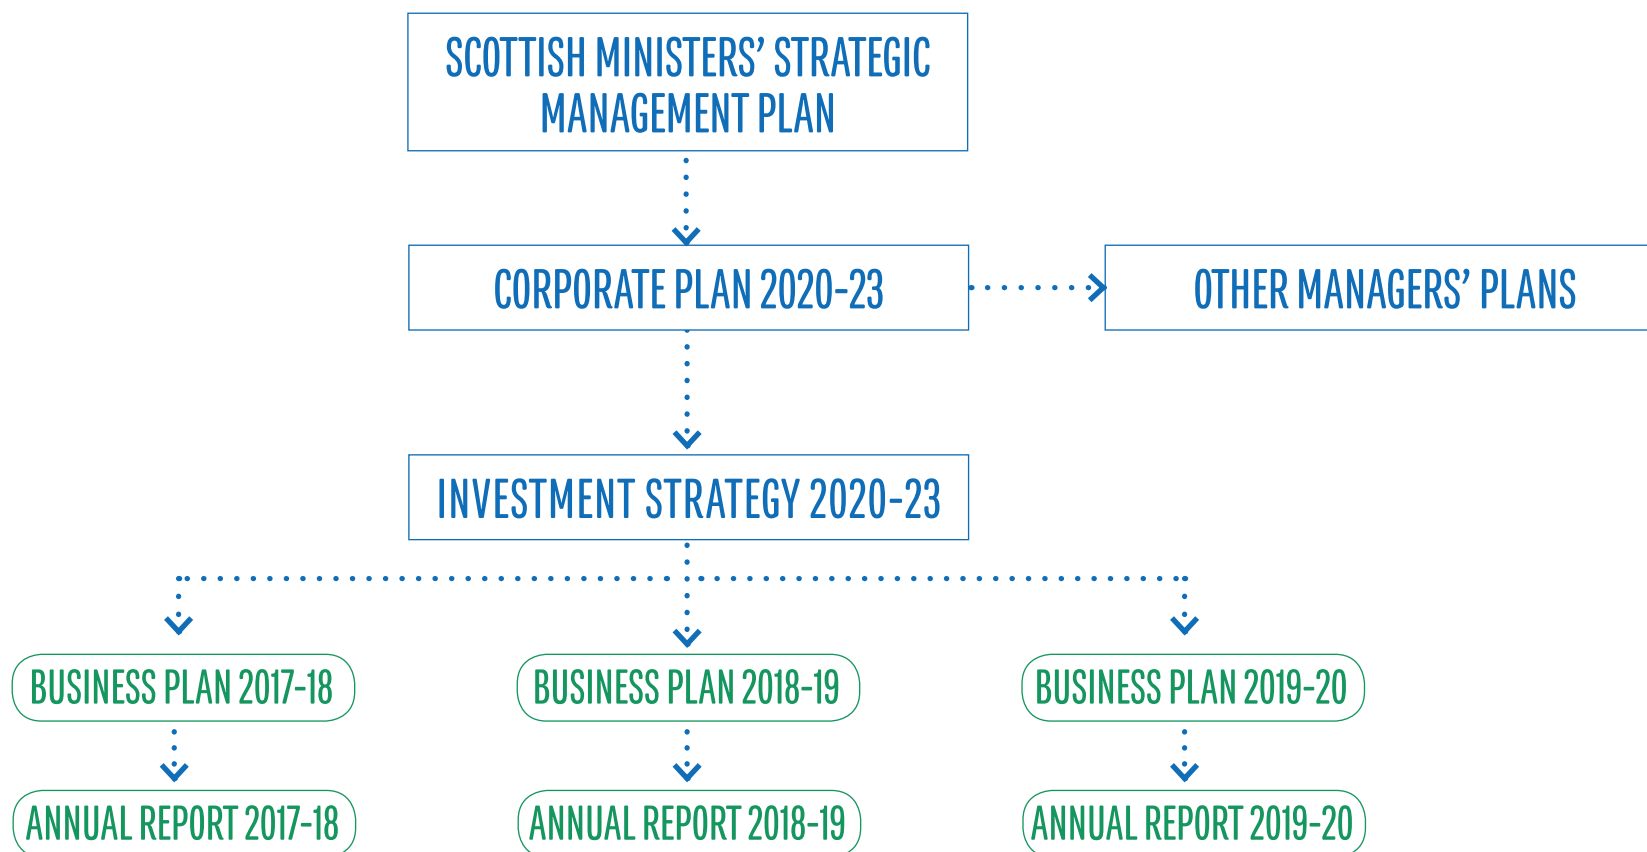 SCOTTISH MINISTERS’ STRATEGIC
MANAGEMENT PLAN
CORPORATE PLAN 2020-23
OTHER MANAGERS’ PLANS
INVESTMENT STRATEGY 2020-23
BUSINESS PLAN 2017-18
BUSINESS PLAN 2018-19
BUSINESS PLAN 2019-20
ANNUAL REPORT 2017-18
ANNUAL REPORT 2018-19
ANNUAL REPORT 2019-20